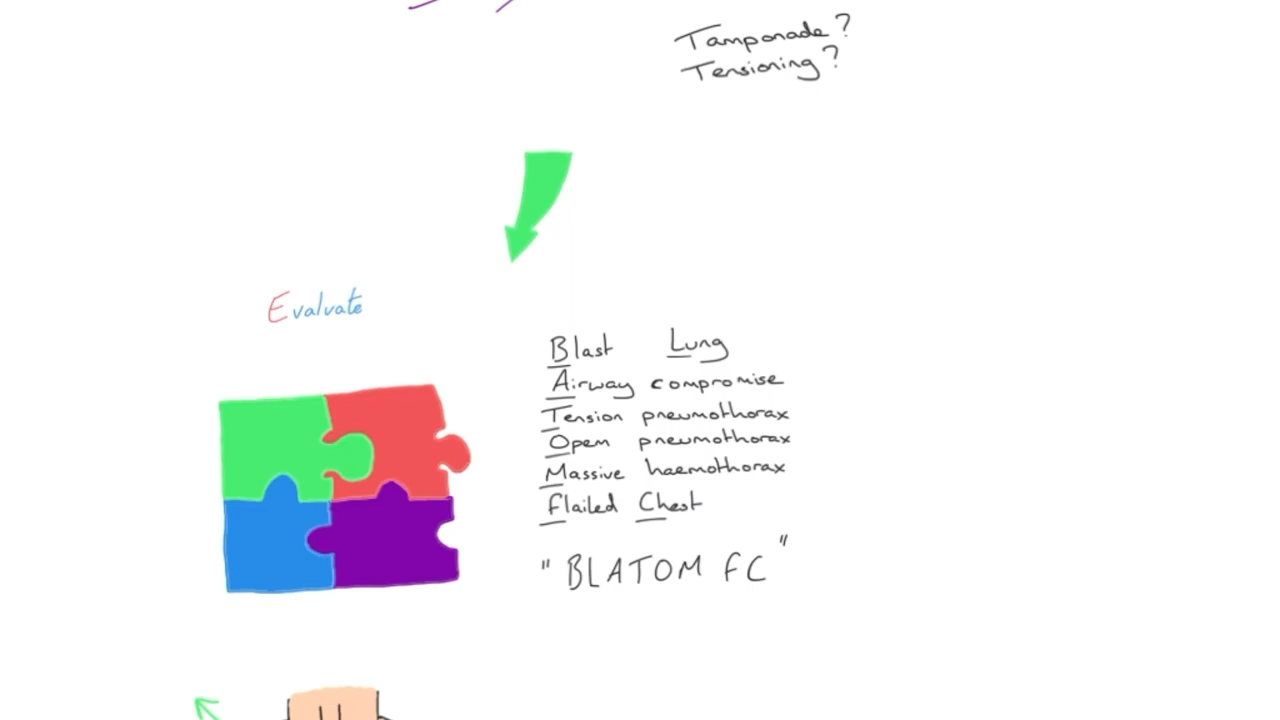 Tamponade?
Tensioning?
Evaluate
Blast Lung
Airway compromise
Tension pneumothorax
Open pneumothorax
Massive haemothorax
Flailed Chest
"BLATOM FC"